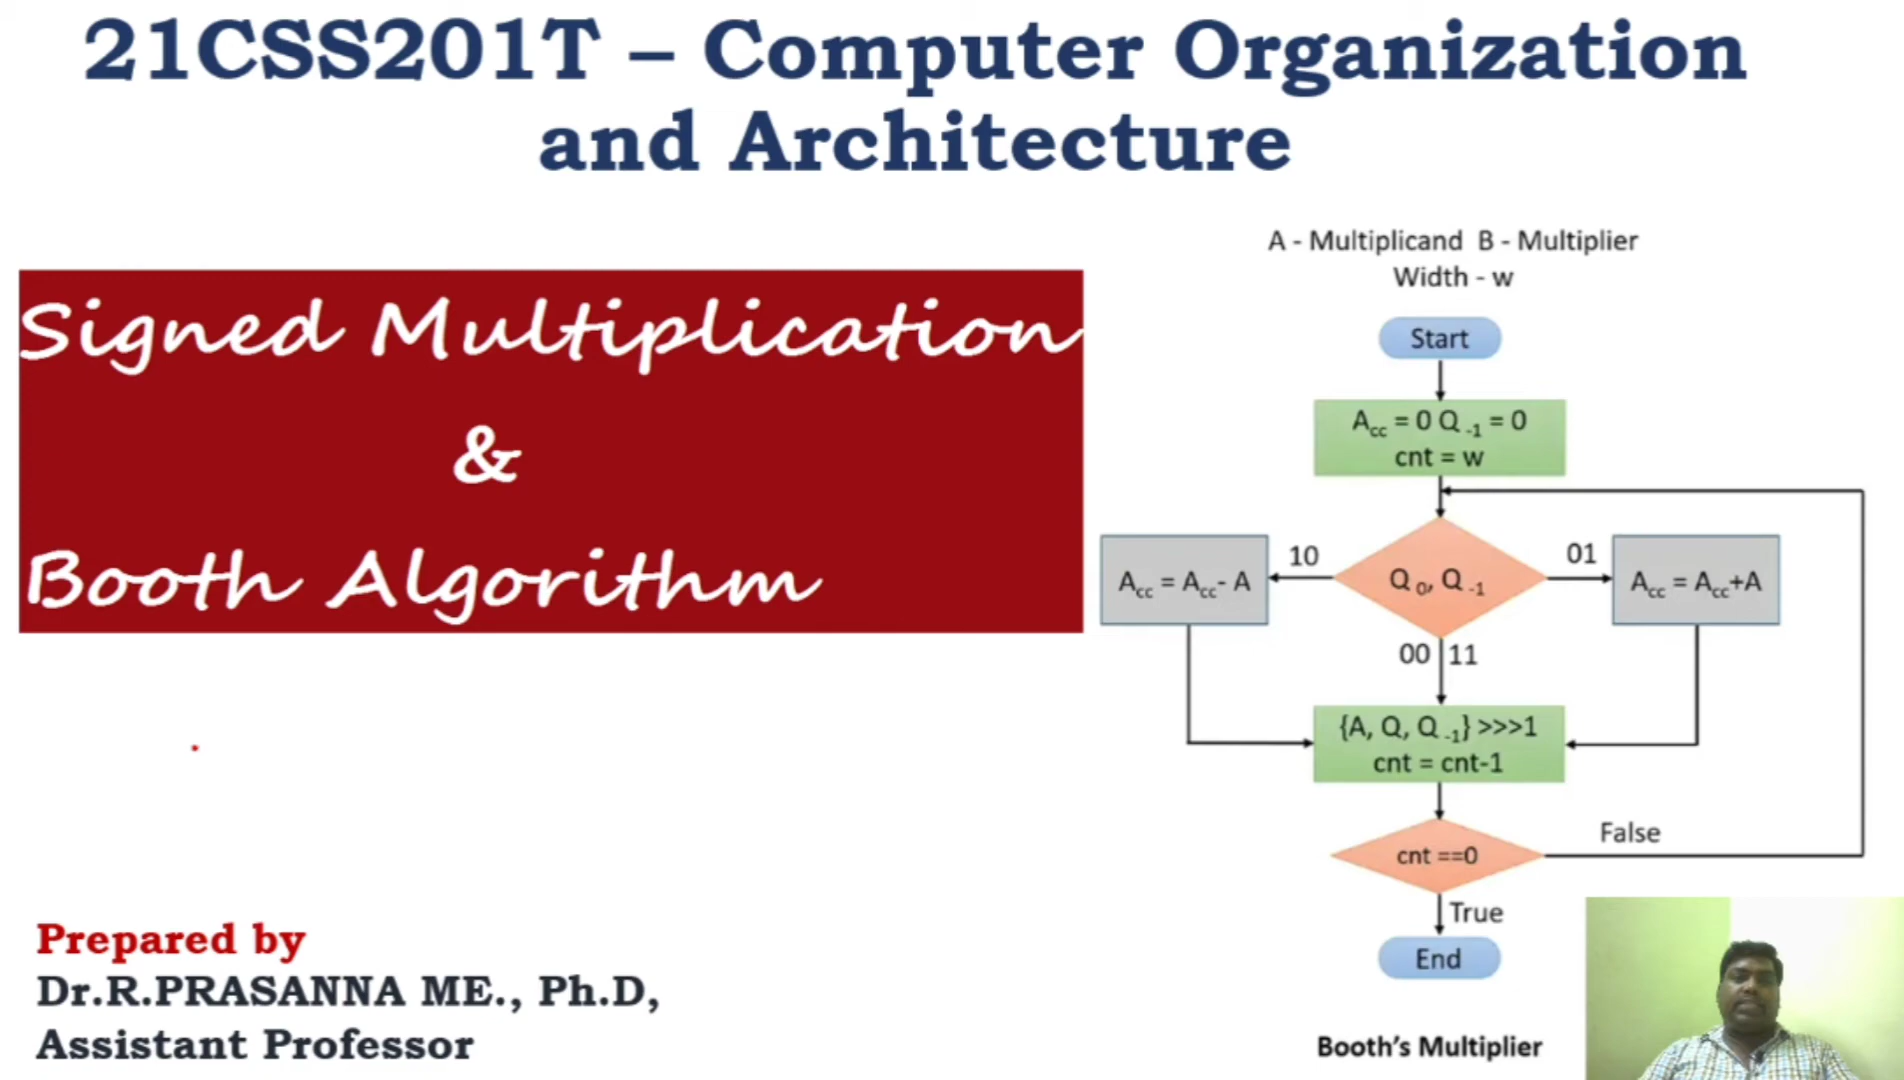 21CSS201T – Computer Organization
and Architecture
Signed Multiplication
&
Booth Algorithm
Prepared by
Dr.R.PRASANNA ME., Ph.D,
Assistant Professor
A - Multiplicand B - Multiplier
Width - w
Start
Acc = 0 Q -1 = 0
cnt = w
10
Q 0, Q -1
01
Acc = Acc- A
Acc = Acc+A
00 11
{A, Q, Q -1} >>>1
cnt = cnt-1
cnt ==0
False
True
End
Booth's Multiplier